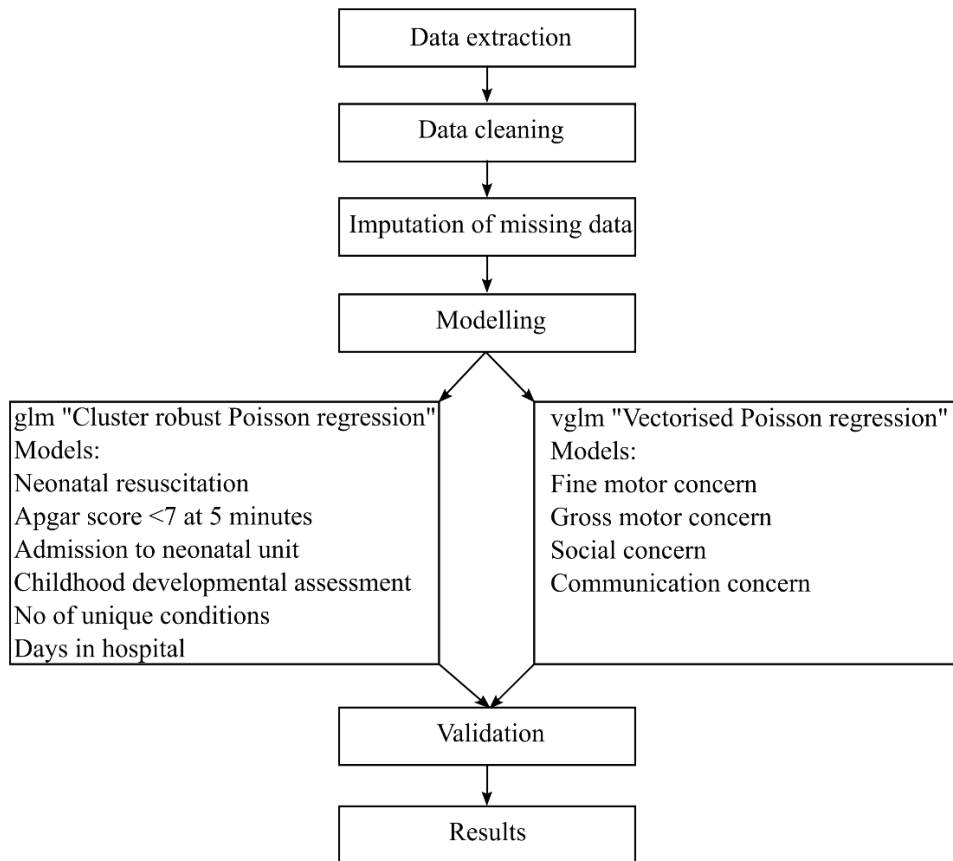 Data extraction
Data cleaning
Imputation of missing data
Modelling
glm "Cluster robust Poisson regression"
Models:
Neonatal resuscitation
Apgar score <7 at 5 minutes
Admission to neonatal unit
Childhood developmental assessment
No of unique conditions
Days in hospital
vglm "Vectorised Poisson regression"
Models:
Fine motor concern
Gross motor concern
Social concern
Communication concern
Validation
Results